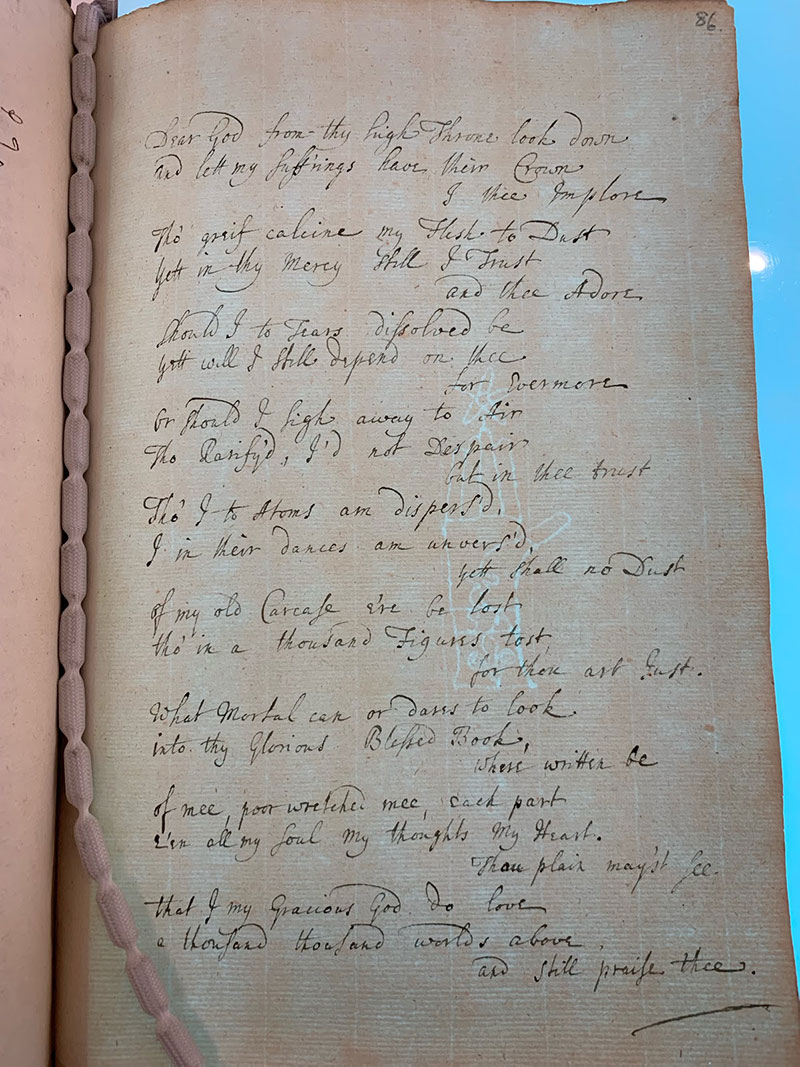 86.
Dear God from thy high Throne look down
and lett my suff'rings have their Crown
I thee Implore
Tho' greif calcine my Flesh to Dust
Yett in thy Mercy still I Trust
and thee Adore
Should I to Tears dissolved be
Yett will I still depend on thee
for Evermore
Or should I sigh away to Air
Tho Rarify'd, I'd not Despair
but in thee trust
Tho' I to Atoms am dispers'd,
I in their dances am unvers'd,
Yett shall no Dust
of my old Carcase e're be lost
tho' in a thousand Figures tost
for thou art Just.
What Mortal can or dares to look
into thy Glorious Blessed Book,
where written be
of mee, poor wretched mee, each part
E'en all my soul my thoughts My Heart.
Thou plain may'st see.
that I my Gracious God do love
a thousand thousand worlds above,
and still praise thee.